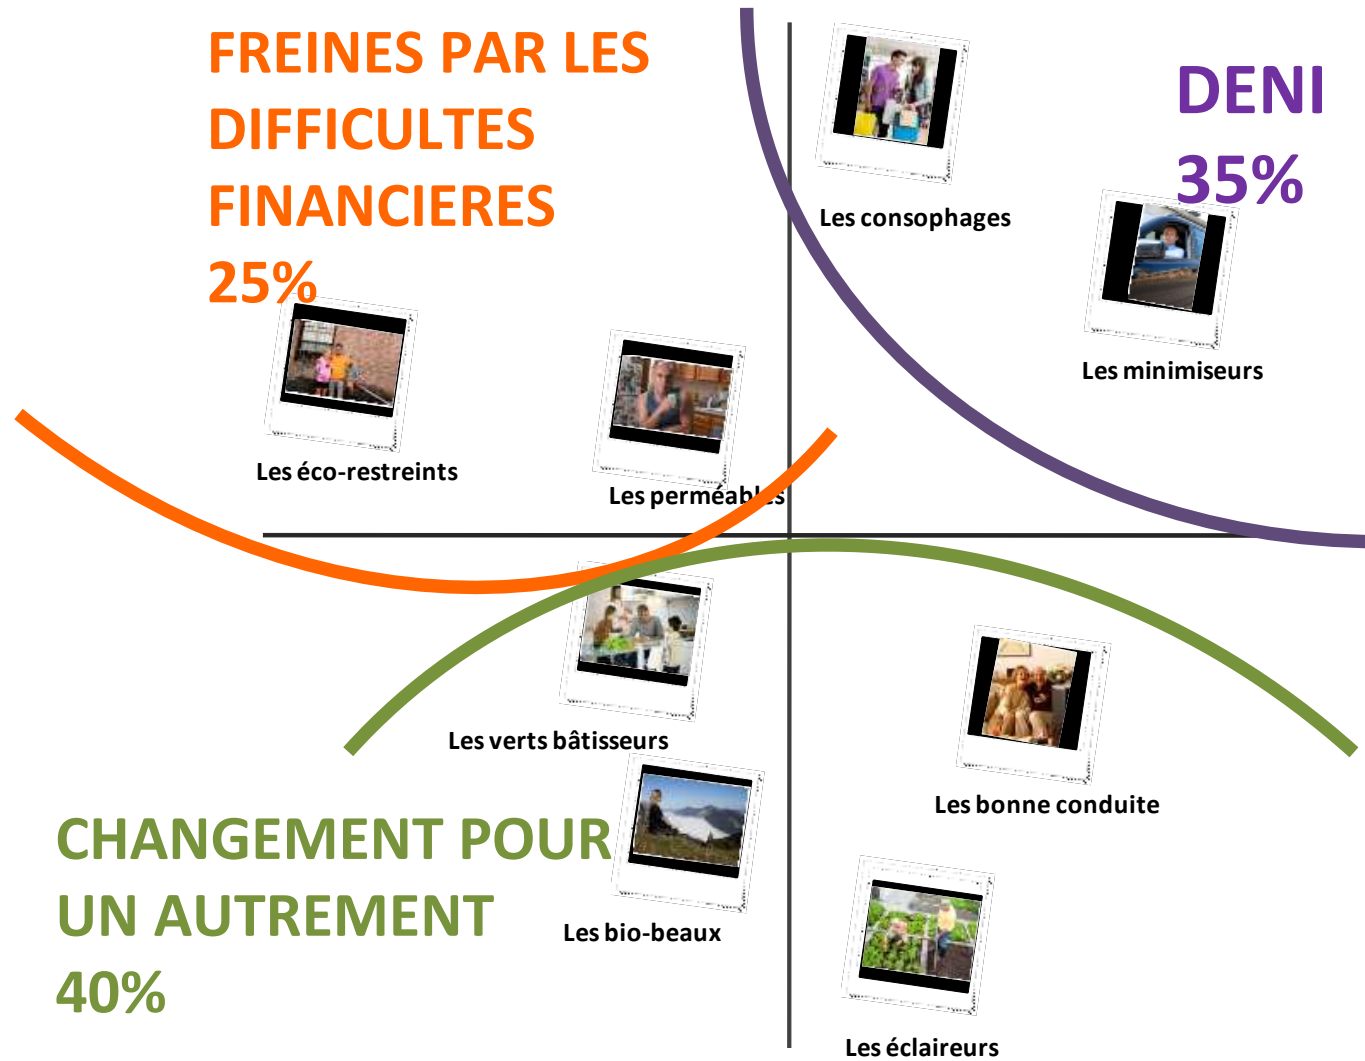 FREINES PAR LES
DIFFICULTES
FINANCIERES
25%
DENI
35%
Les consophages
Les minimiseurs
Les éco-restreints
Les perméables
Les verts bâtisseurs
Les bonne conduite
CHANGEMENT POUR
UN AUTREMENT
40%
Les bio-beaux
Les éclaireurs